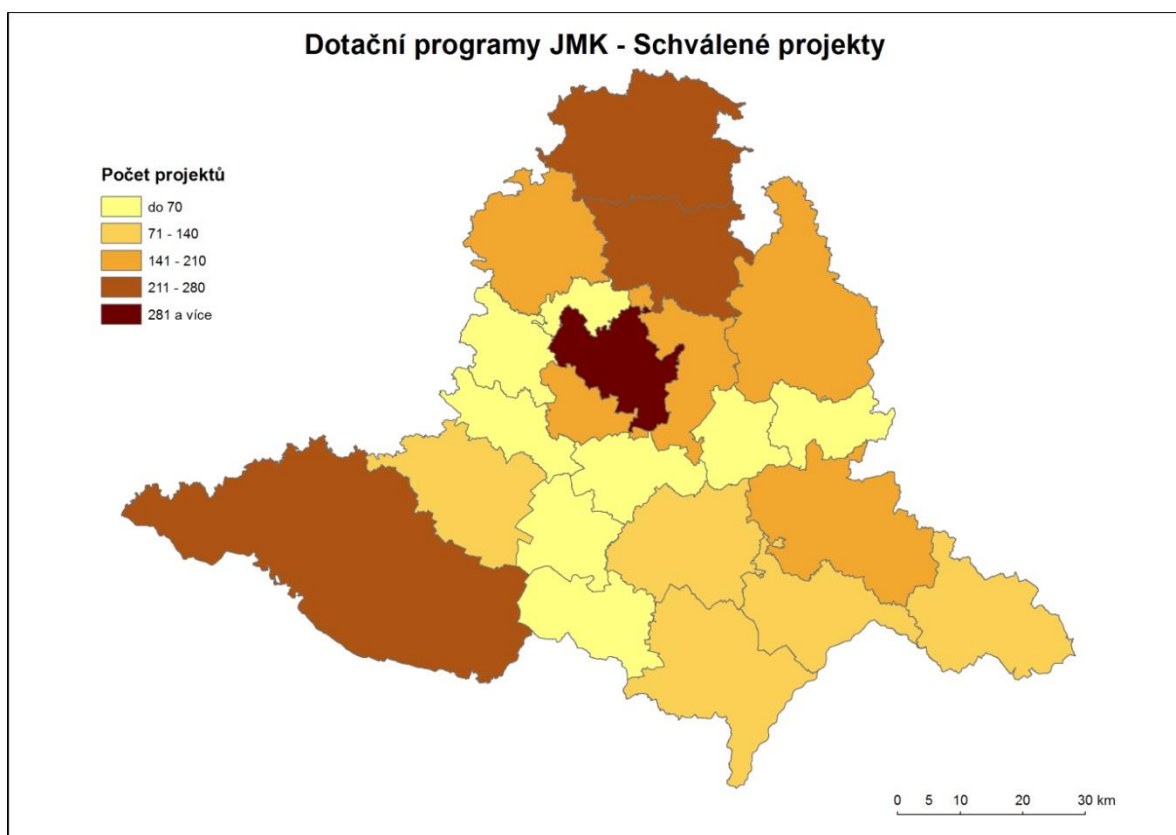 Dotační programy JMK - Schválené projekty
Počet projektů
do 70
71 - 140
141 - 210
211 - 280
281 a více
0 5 10 20 30 km